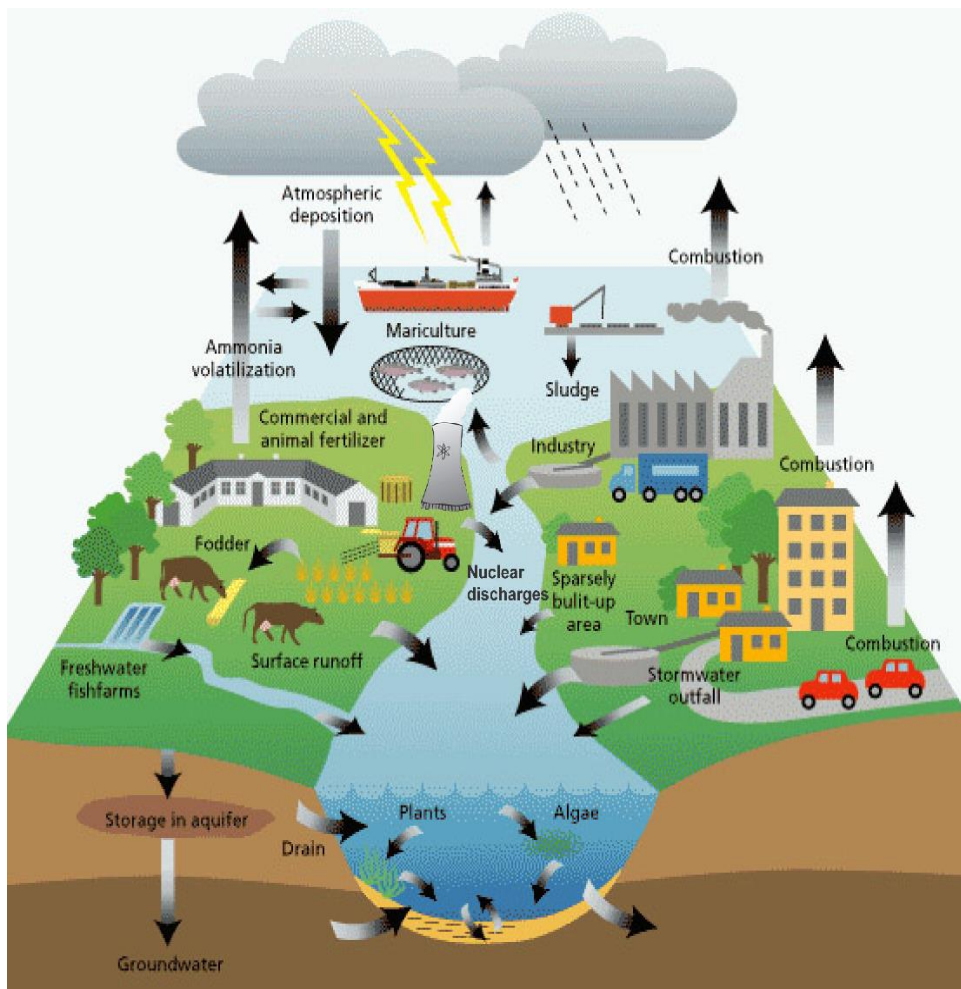 Atmospheric
deposition
Combustion
Mariculture
Ammonia
volatilization
Sludge
Commercial and
animal fertilizer
Industry
Combustion
Fodder
Nuclear
discharges
Sparsely
bulit-up
area
Town
Combustion
Surface runoff
Freshwater
fishfarms
Stormwater
outfall
Plants
Algae
Storage in aquifer
Drain
Groundwater